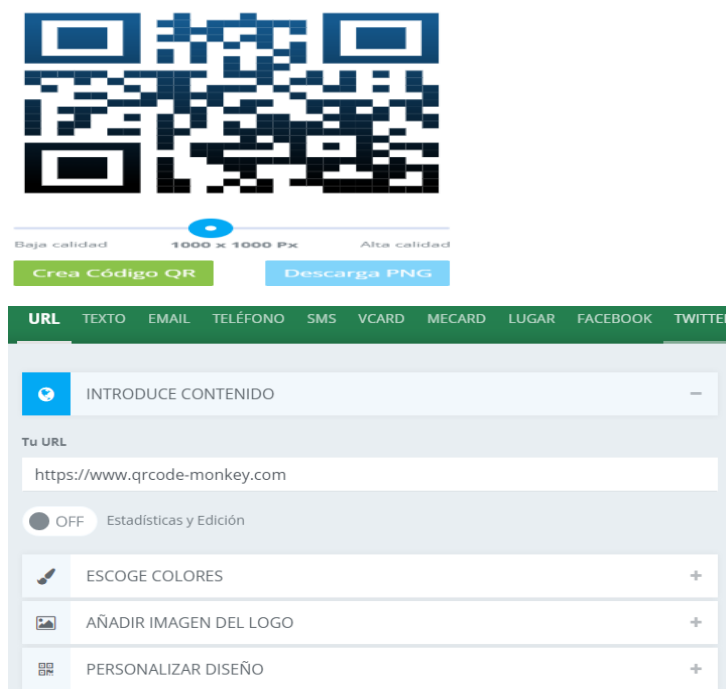 Baja calidad 1000 x 1000 Px Alta calidad
Crea Código QR Descarga PNG
URL TEXTO EMAIL TELÉFONO SMS VCARD MECARD LUGAR FACEBOOK TWITTE
INTRODUCE CONTENIDO
Tu URL
https://www.qrcode-monkey.com
OFF Estadísticas y Edición
ESCOGE COLORES
AÑADIR IMAGEN DEL LOGO
PERSONALIZAR DISEÑO